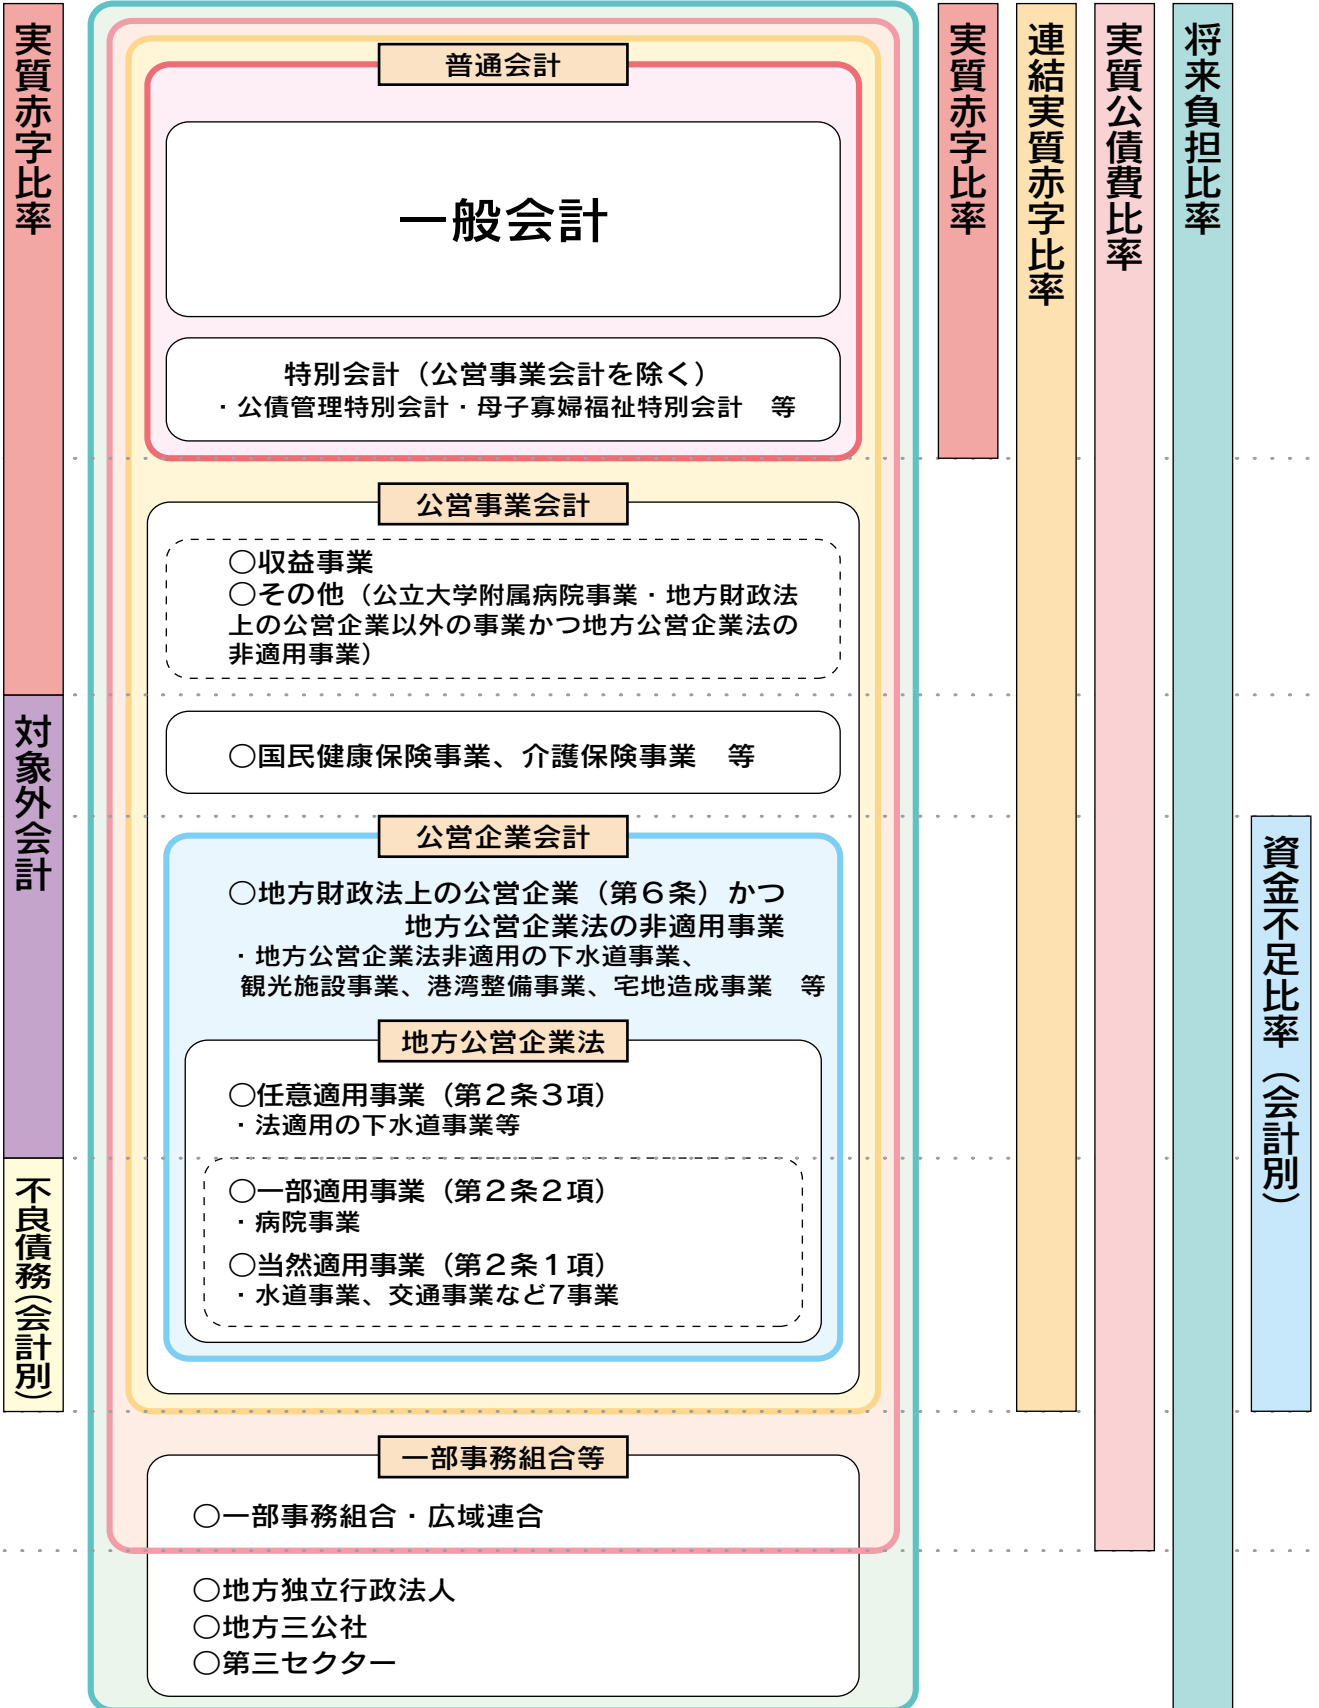 実質赤字比率
対象外会計
不良債務(会計別)
普通会計
一般会計
特別会計（公営事業会計を除く）
・公債管理特別会計・母子寡婦福祉特別会計　等
公営事業会計
○収益事業
○その他（公立大学附属病院事業・地方財政法
上の公営企業以外の事業かつ地方公営企業法の
非適用事業）
○国民健康保険事業、介護保険事業　等
公営企業会計
○地方財政法上の公営企業（第６条）かつ
地方公営企業法の非適用事業
・地方公営企業法非適用の下水道事業、
観光施設事業、港湾整備事業、宅地造成事業　等
地方公営企業法
○任意適用事業（第２条３項）
・法適用の下水道事業等
○一部適用事業（第２条２項）
・病院事業
○当然適用事業（第２条１項）
・水道事業、交通事業など7事業
一部事務組合等
○一部事務組合・広域連合
○地方独立行政法人
○地方三公社
○第三セクター
実質赤字比率
連結実質赤字比率
実質公債費比率
将来負担比率
資金不足比率（会計別）